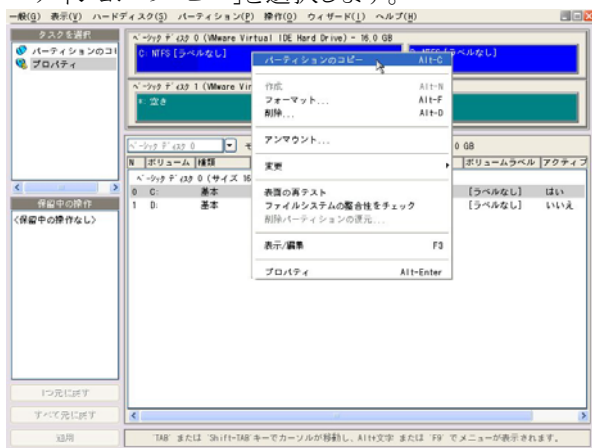 一般(G) 表示(V) ハードディスク(S) パーティション(P) 操作(O) ウィザード(I) ヘルプ(H)
タスクを選択
パーティションのコ
プロパティ
ベーシック ディスク 0 (VMware Virtual IDE Hard Drive) - 16.0 GB
C: NTFS [ラベルなし]
D: NTFS [ラベルなし]
ベーシック ディスク 1 (VMware Vir
*: 空き
パーティションのコピー Alt-C
作成 Alt-N
フォーマット... Alt-F
削除... Alt-D
アンマウント...
変更
表面の再テスト
ファイルシステムの整合性をチェック
削除パーティションの復元...
表示/編集 F3
プロパティ Alt-Enter
ベーシック ディスク 0
0 GB
N ボリューム 種類 ボリュームラベル アクティブ
ベーシック ディスク 0 (サイズ 16
0 C: 基本 [ラベルなし] はい
1 D: 基本 [ラベルなし] いいえ
保留中の操作
<保留中の操作なし>
1つ元に戻す
すべて元に戻す
適用
'TAB' または 'Shift+TAB'キーでカーソルが移動し、Alt+文字 または 'F9' でメニューが表示されます。